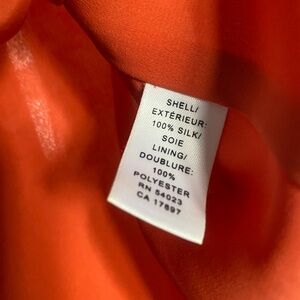 SHELL/
EXTÉRIEUR:
100% SILK/
SOIE
LINING/
DOUBLURE:
100%
POLYESTER
RN 54023
CA 17897